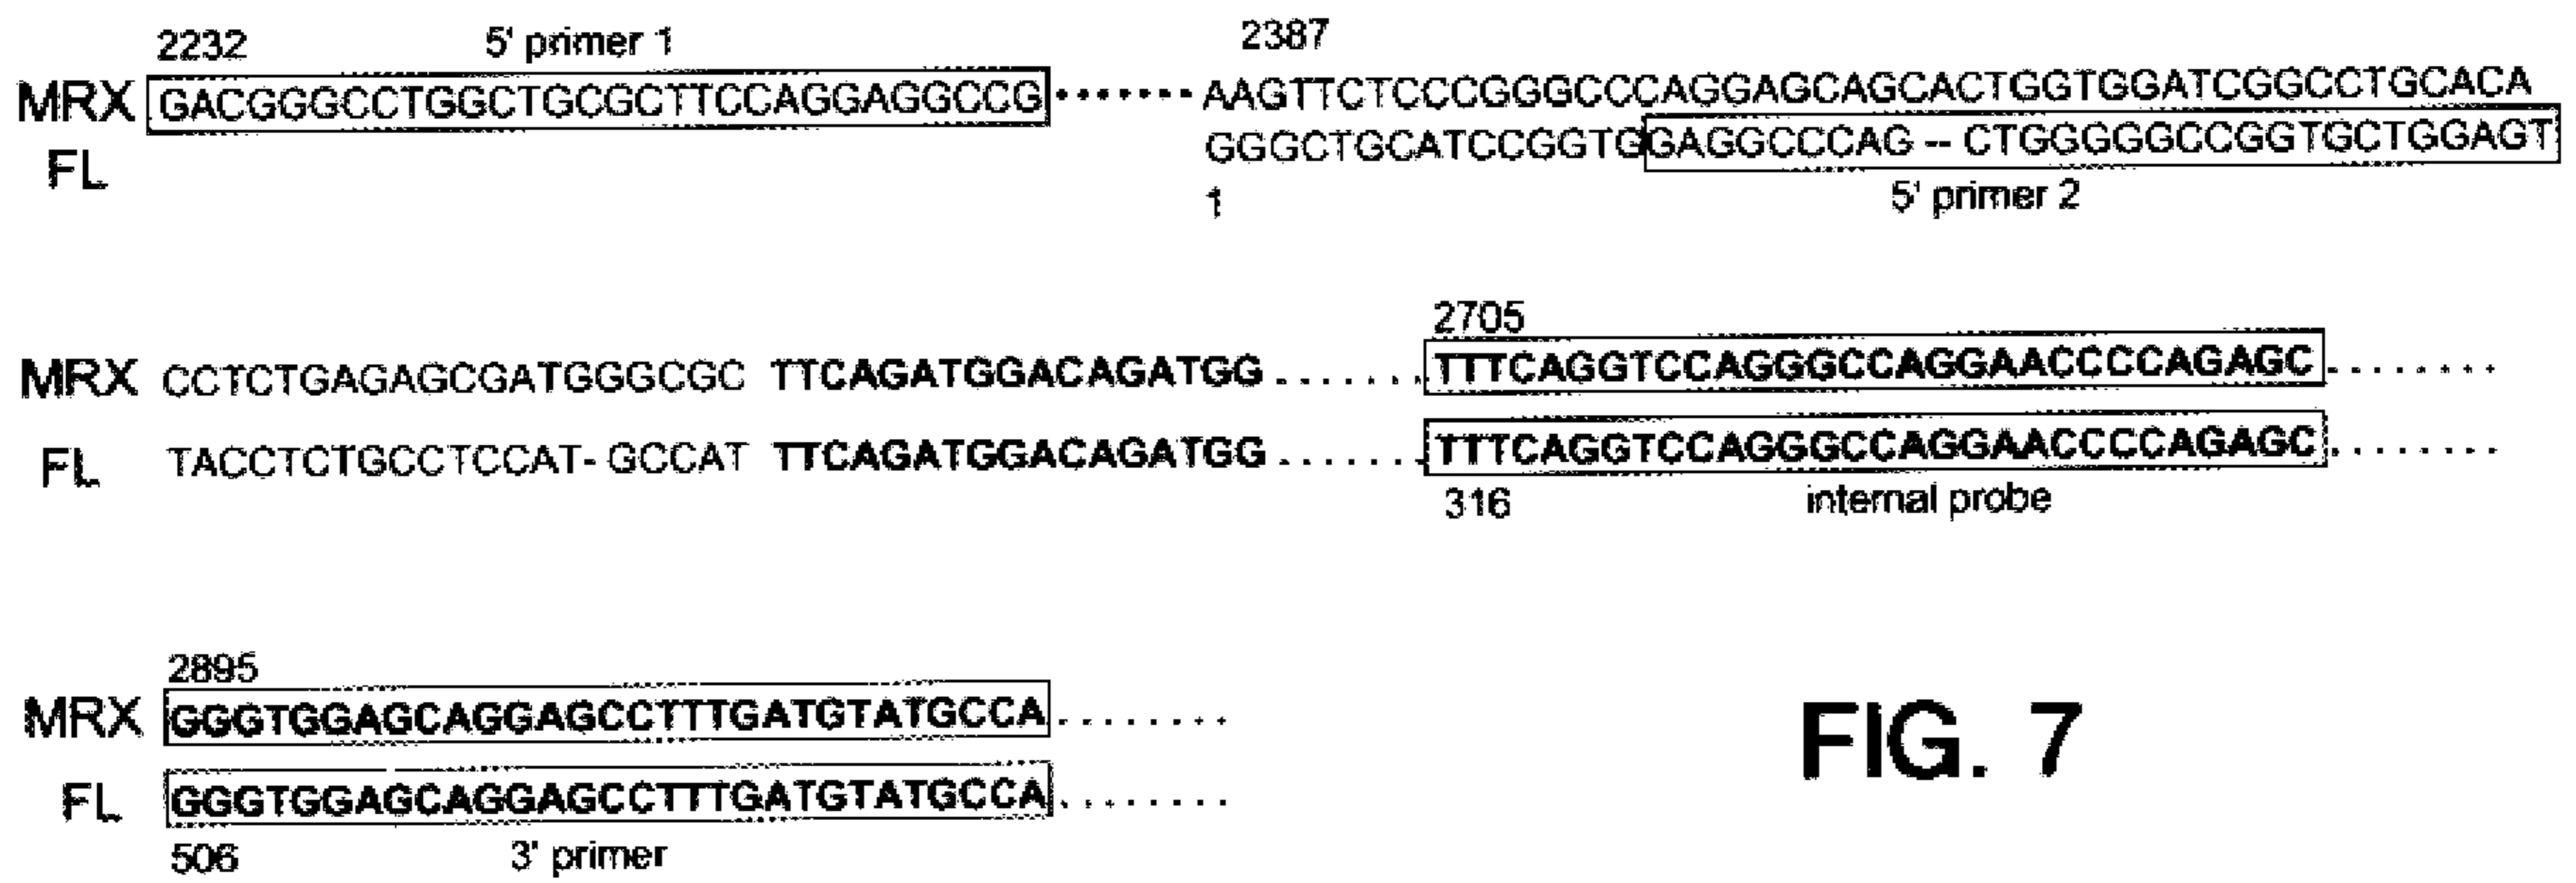 2232 5' primer 1 2387
MRX GACGGGCCTGGCTGCGCTTCCAGGAGGCCG ······· AAGTTCTCCCGGGCCCAGGAGCAGCACTGGTGGATCGGCCTGCACA
FL GGGCTGCATCCGGTGGAGGCCCAG -- CTGGGGGCCGGTGCTGGAGT
1 5' primer 2
2705
MRX CCTCTGAGAGCGATGGGCGC TTCAGATGGACAGATGG ....... TTTCAGGTCCAGGGCCAGGAACCCCAGAGC ........
FL TACCTCTGCCTCCAT- GCCAT TTCAGATGGACAGATGG ....... TTTCAGGTCCAGGGCCAGGAACCCCAGAGC ........
316 internal probe
2895
MRX GGGTGGAGCAGGAGCCTTTGATGTATGCCA ........
FL GGGTGGAGCAGGAGCCTTTGATGTATGCCA ........
506 3' primer
FIG. 7